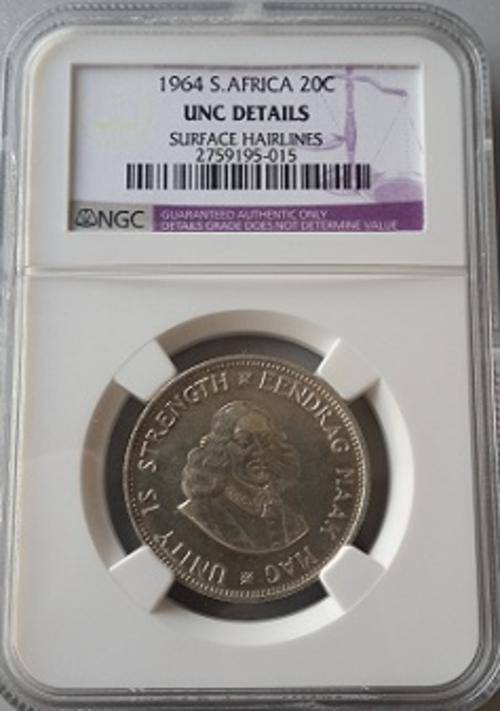 1964 S.AFRICA 20C
UNC DETAILS
SURFACE HAIRLINES
2759195-015
NGC
GUARANTEED AUTHENTIC ONLY
DETAILS GRADE DOES NOT DETERMINE VALUE
UNITY IS STRENGTH * EENDRAG MAAK MAG *